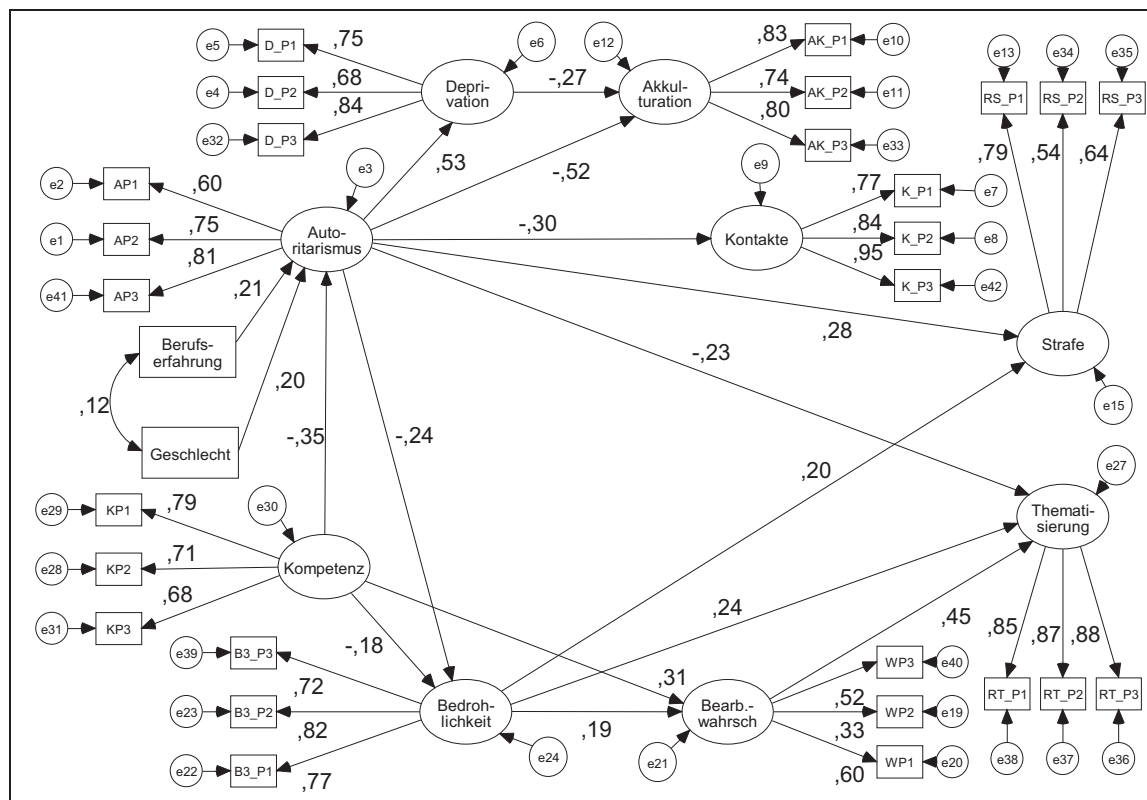 e5
D_P1
,75
e6
e12
,83
AK_P1
e10
e13
e34
e35
e4
D_P2
,68
Depri-
vation
-,27
Akkul-
turation
,74
AK_P2
e11
RS_P1
RS_P2
RS_P3
e32
D_P3
,84
,80
AK_P3
e33
,53
-,52
,79
,54
,64
e2
AP1
,60
e3
e9
,77
K_P1
e7
e1
AP2
,75
Auto-
ritarismus
-,30
Kontakte
,84
K_P2
e8
e41
AP3
,81
,95
K_P3
e42
,21
Berufs-
erfahrung
,28
Strafe
,20
-,23
,12
e15
Geschlecht
-,35
-,24
,20
e27
e29
KP1
,79
e30
Themati-
sierung
e28
KP2
,71
Kompetenz
e31
KP3
,68
,24
,45
-,18
,85
,87
,88
e39
B3_P3
,31
WP3
e40
,72
RT_P1
RT_P2
RT_P3
e23
B3_P2
Bedroh-
lichkeit
Bearb.-
wahrsch
,52
WP2
e19
,82
,19
,33
e22
B3_P1
e24
e21
WP1
e20
e38
e37
e36
,77
,60